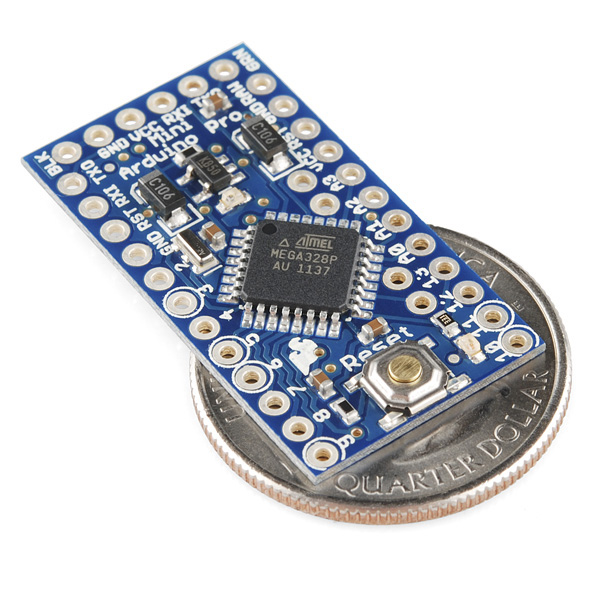 BLK
GND
VCC
RXI
TXO
GRN
Arduino
Mini
Pro
TXO
RXI
RST
GND
2
3
4
5
6
7
8
9
RAW
GND
RST
VCC
A3
A2
A1
A0
13
12
11
10
C106
K850
C106
ATMEL
MEGA328P
AU 1137
Reset
QUARTER DOLLAR